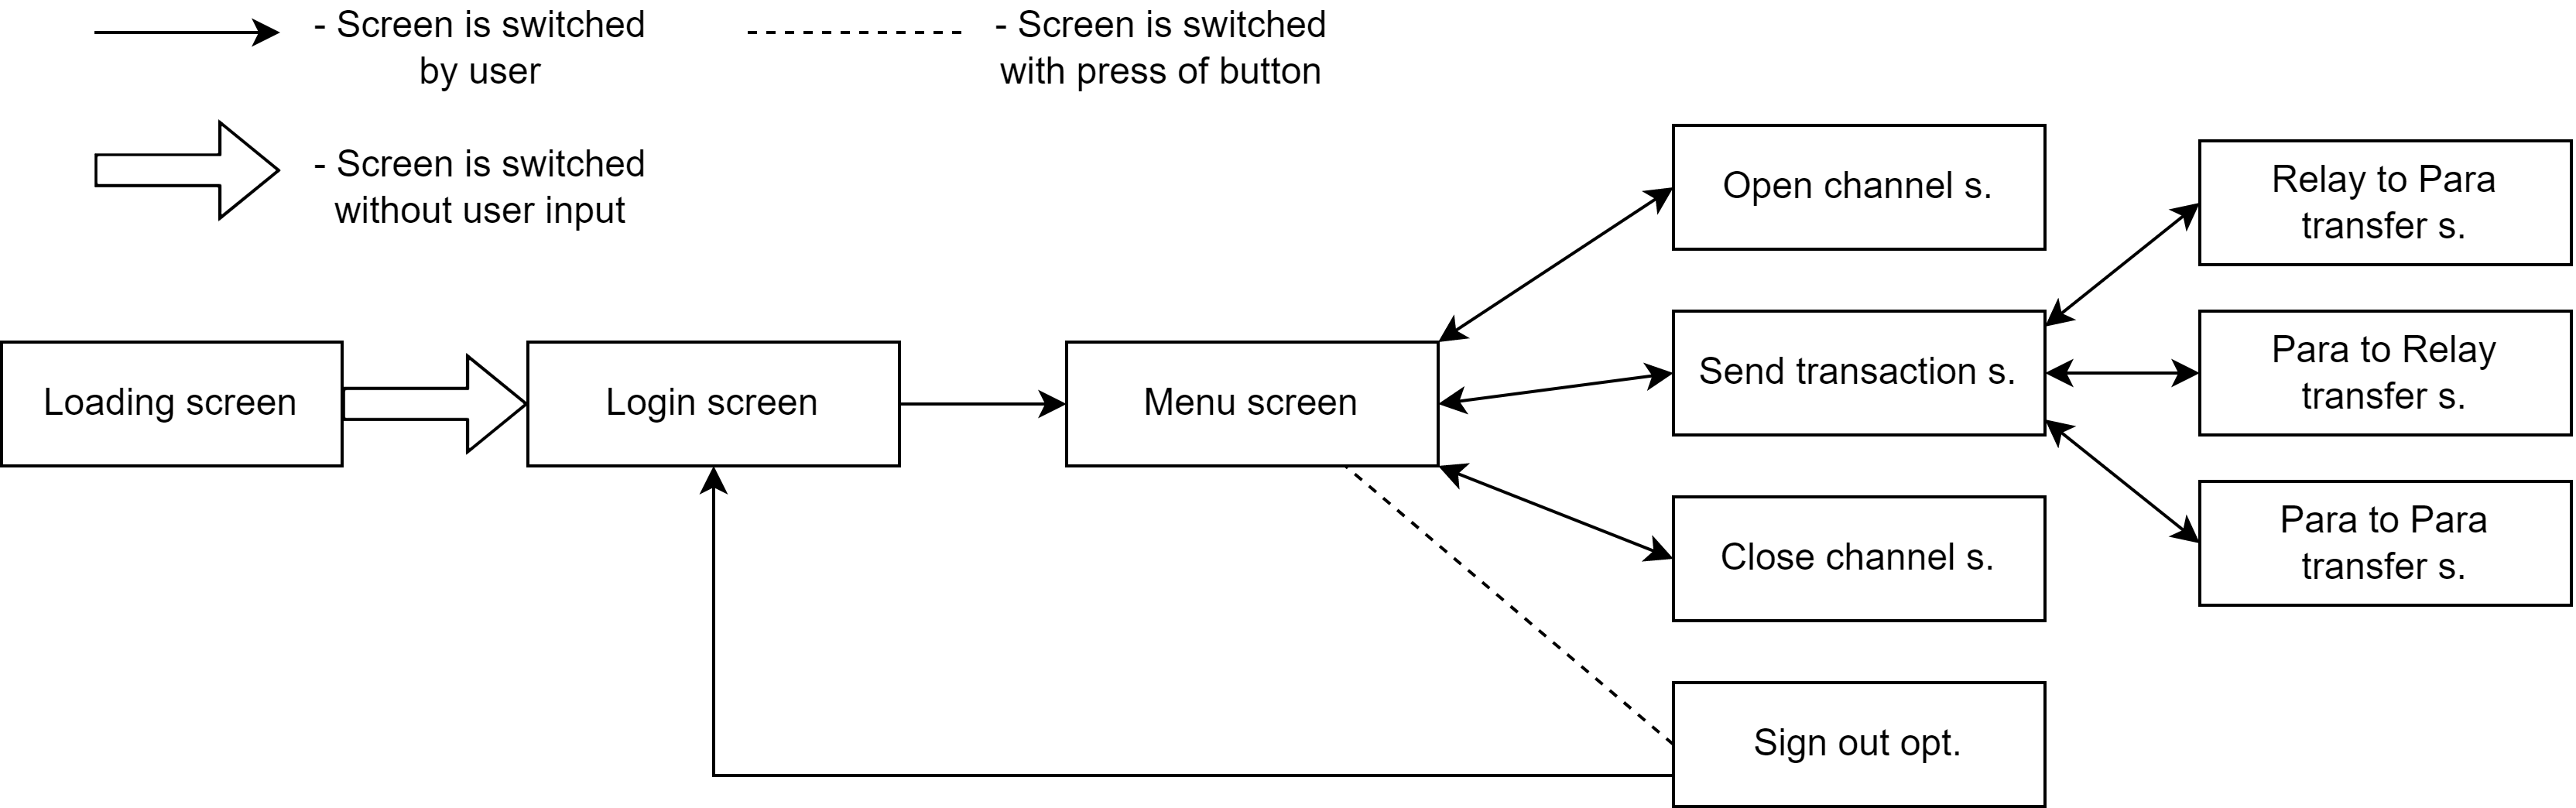 - Screen is switched
by user
- Screen is switched
with press of button
- Screen is switched
without user input
Loading screen
Login screen
Menu screen
Open channel s.
Send transaction s.
Close channel s.
Sign out opt.
Relay to Para
transfer s.
Para to Relay
transfer s.
Para to Para
transfer s.